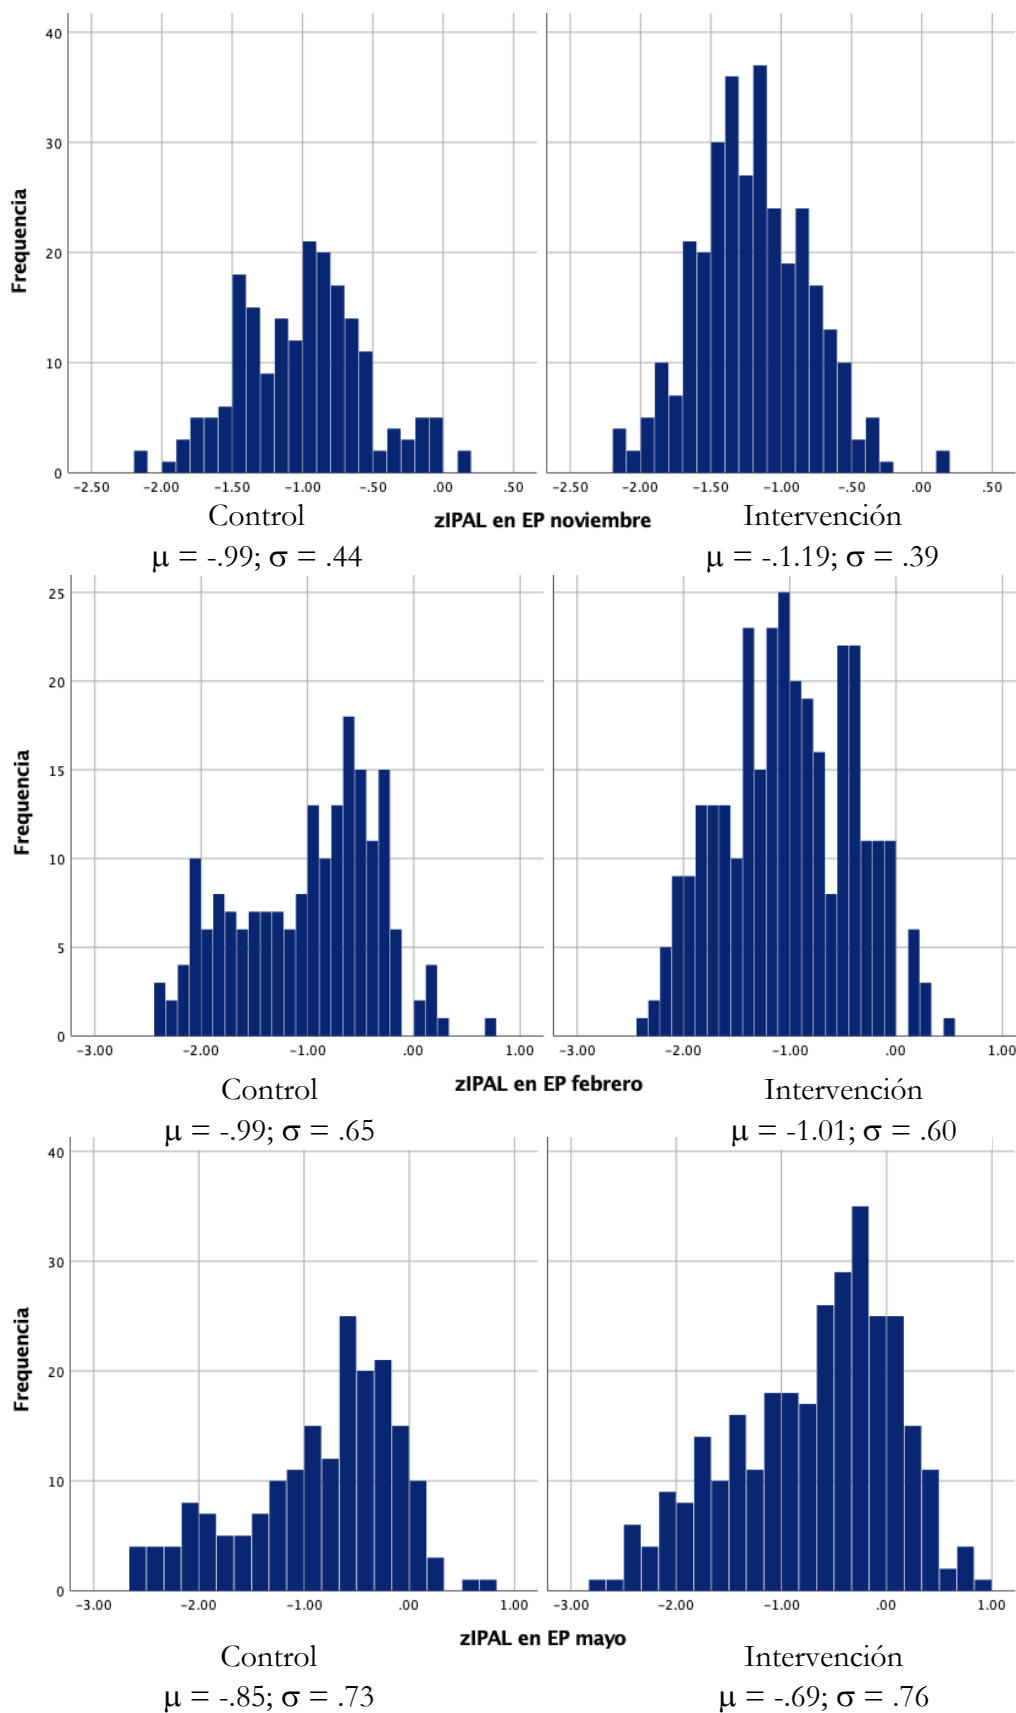 40
30
20
10
0
Frequencia
-2.50 -2.00 -1.50 -1.00 -.50 .00 .50
-2.50 -2.00 -1.50 -1.00 -.50 .00 .50
Control zIPAL en EP noviembre Intervención
μ = -.99; σ = .44 μ = -.1.19; σ = .39
25
20
15
10
5
0
Frequencia
-3.00 -2.00 -1.00 .00 1.00
-3.00 -2.00 -1.00 .00 1.00
Control zIPAL en EP febrero Intervención
μ = -.99; σ = .65 μ = -1.01; σ = .60
40
30
20
10
0
Frequencia
-3.00 -2.00 -1.00 .00 1.00
-3.00 -2.00 -1.00 .00 1.00
zIPAL en EP mayo
Control Intervención
μ = -.85; σ = .73 μ = -.69; σ = .76